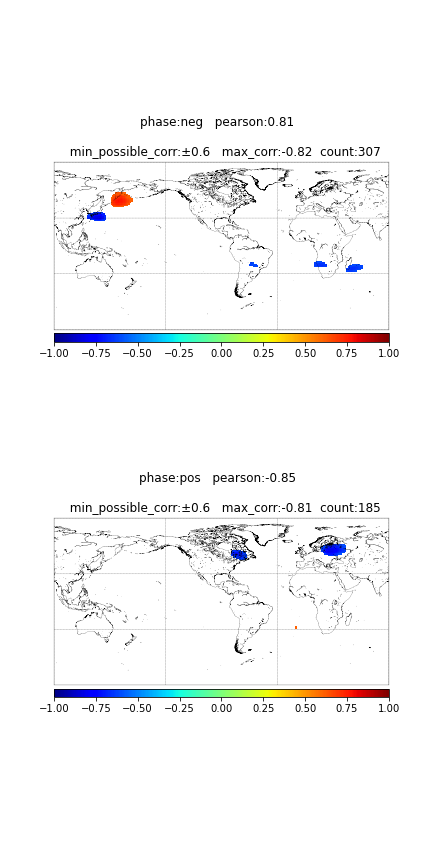 phase:neg   pearson:0.81
min_possible_corr:±0.6   max_corr:-0.82  count:307
−1.00 −0.75 −0.50 −0.25 0.00 0.25 0.50 0.75 1.00
phase:pos   pearson:-0.85
min_possible_corr:±0.6   max_corr:-0.81  count:185
−1.00 −0.75 −0.50 −0.25 0.00 0.25 0.50 0.75 1.00